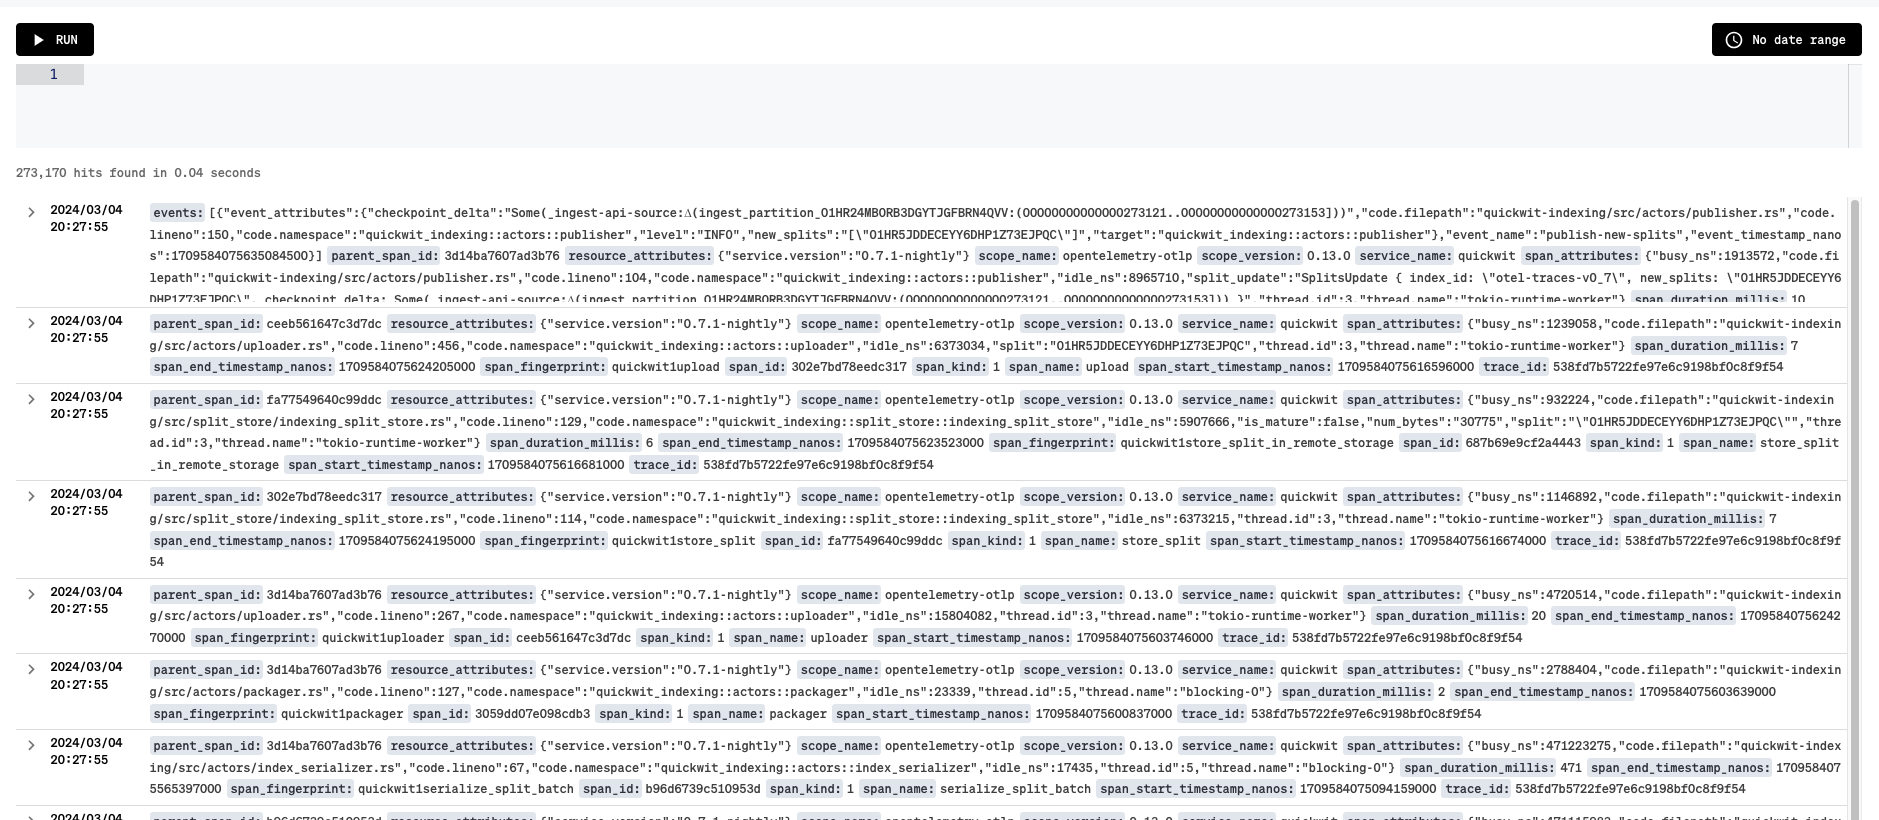 RUN
No date range
1
273,170 hits found in 0.04 seconds
2024/03/04
20:27:55
events: [{"event_attributes":{"checkpoint_delta":"Some(_ingest-api-source:∆(ingest_partition_01HR24MBORB3DGYTJGFBRN4QVV:(00000000000000273121..00000000000000273153]))","code.filepath":"quickwit-indexing/src/actors/publisher.rs","code.
lineno":150,"code.namespace":"quickwit_indexing::actors::publisher","level":"INFO","new_splits":"[\"01HR5JDDECEYY6DHP1Z73EJPQC\"]","target":"quickwit_indexing::actors::publisher"},"event_name":"publish-new-splits","event_timestamp_nano
s":1709584075635084500}] parent_span_id: 3d14ba7607ad3b76 resource_attributes: {"service.version":"0.7.1-nightly"} scope_name: opentelemetry-otlp scope_version: 0.13.0 service_name: quickwit span_attributes: {"busy_ns":1913572,"code.fi
lepath":"quickwit-indexing/src/actors/publisher.rs","code.lineno":104,"code.namespace":"quickwit_indexing::actors::publisher","idle_ns":8965710,"split_update":"SplitsUpdate { index_id: \"otel-traces-v0_7\", new_splits: \"01HR5JDDECEYY6
DHP1Z73EJPQC\", checkpoint_delta: Some(_ingest-api-source:∆(ingest_partition_01HR24MBORB3DGYTJGFBRN4QVV:(00000000000000273121..00000000000000273153])) }","thread.id":3,"thread.name":"tokio-runtime-worker"} span_duration_millis: 10
2024/03/04
20:27:55
parent_span_id: ceeb561647c3d7dc resource_attributes: {"service.version":"0.7.1-nightly"} scope_name: opentelemetry-otlp scope_version: 0.13.0 service_name: quickwit span_attributes: {"busy_ns":1239058,"code.filepath":"quickwit-indexin
g/src/actors/uploader.rs","code.lineno":456,"code.namespace":"quickwit_indexing::actors::uploader","idle_ns":6373034,"split":"01HR5JDDECEYY6DHP1Z73EJPQC","thread.id":3,"thread.name":"tokio-runtime-worker"} span_duration_millis: 7
span_end_timestamp_nanos: 1709584075624205000 span_fingerprint: quickwit1upload span_id: 302e7bd78eedc317 span_kind: 1 span_name: upload span_start_timestamp_nanos: 1709584075616596000 trace_id: 538fd7b5722fe97e6c9198bf0c8f9f54
2024/03/04
20:27:55
parent_span_id: fa77549640c99ddc resource_attributes: {"service.version":"0.7.1-nightly"} scope_name: opentelemetry-otlp scope_version: 0.13.0 service_name: quickwit span_attributes: {"busy_ns":932224,"code.filepath":"quickwit-indexin
g/src/split_store/indexing_split_store.rs","code.lineno":129,"code.namespace":"quickwit_indexing::split_store::indexing_split_store","idle_ns":5907666,"is_mature":false,"num_bytes":"30775","split":"\"01HR5JDDECEYY6DHP1Z73EJPQC\"","thre
ad.id":3,"thread.name":"tokio-runtime-worker"} span_duration_millis: 6 span_end_timestamp_nanos: 1709584075623523000 span_fingerprint: quickwit1store_split_in_remote_storage span_id: 687b69e9cf2a4443 span_kind: 1 span_name: store_split
_in_remote_storage span_start_timestamp_nanos: 1709584075616681000 trace_id: 538fd7b5722fe97e6c9198bf0c8f9f54
2024/03/04
20:27:55
parent_span_id: 302e7bd78eedc317 resource_attributes: {"service.version":"0.7.1-nightly"} scope_name: opentelemetry-otlp scope_version: 0.13.0 service_name: quickwit span_attributes: {"busy_ns":1146892,"code.filepath":"quickwit-indexin
g/src/split_store/indexing_split_store.rs","code.lineno":114,"code.namespace":"quickwit_indexing::split_store::indexing_split_store","idle_ns":6373215,"thread.id":3,"thread.name":"tokio-runtime-worker"} span_duration_millis: 7
span_end_timestamp_nanos: 1709584075624195000 span_fingerprint: quickwit1store_split span_id: fa77549640c99ddc span_kind: 1 span_name: store_split span_start_timestamp_nanos: 1709584075616674000 trace_id: 538fd7b5722fe97e6c9198bf0c8f9f
54
2024/03/04
20:27:55
parent_span_id: 3d14ba7607ad3b76 resource_attributes: {"service.version":"0.7.1-nightly"} scope_name: opentelemetry-otlp scope_version: 0.13.0 service_name: quickwit span_attributes: {"busy_ns":4720514,"code.filepath":"quickwit-indexin
g/src/actors/uploader.rs","code.lineno":267,"code.namespace":"quickwit_indexing::actors::uploader","idle_ns":15804082,"thread.id":3,"thread.name":"tokio-runtime-worker"} span_duration_millis: 20 span_end_timestamp_nanos: 17095840756242
70000 span_fingerprint: quickwit1uploader span_id: ceeb561647c3d7dc span_kind: 1 span_name: uploader span_start_timestamp_nanos: 1709584075603746000 trace_id: 538fd7b5722fe97e6c9198bf0c8f9f54
2024/03/04
20:27:55
parent_span_id: 3d14ba7607ad3b76 resource_attributes: {"service.version":"0.7.1-nightly"} scope_name: opentelemetry-otlp scope_version: 0.13.0 service_name: quickwit span_attributes: {"busy_ns":2788404,"code.filepath":"quickwit-indexin
g/src/actors/packager.rs","code.lineno":127,"code.namespace":"quickwit_indexing::actors::packager","idle_ns":23339,"thread.id":5,"thread.name":"blocking-0"} span_duration_millis: 2 span_end_timestamp_nanos: 1709584075603639000
span_fingerprint: quickwit1packager span_id: 3059dd07e098cdb3 span_kind: 1 span_name: packager span_start_timestamp_nanos: 1709584075600837000 trace_id: 538fd7b5722fe97e6c9198bf0c8f9f54
2024/03/04
20:27:55
parent_span_id: 3d14ba7607ad3b76 resource_attributes: {"service.version":"0.7.1-nightly"} scope_name: opentelemetry-otlp scope_version: 0.13.0 service_name: quickwit span_attributes: {"busy_ns":471223275,"code.filepath":"quickwit-index
ing/src/actors/index_serializer.rs","code.lineno":67,"code.namespace":"quickwit_indexing::actors::index_serializer","idle_ns":17435,"thread.id":5,"thread.name":"blocking-0"} span_duration_millis: 471 span_end_timestamp_nanos: 170958407
5565397000 span_fingerprint: quickwit1serialize_split_batch span_id: b96d6739c510953d span_kind: 1 span_name: serialize_split_batch span_start_timestamp_nanos: 1709584075094159000 trace_id: 538fd7b5722fe97e6c9198bf0c8f9f54
2024/03/04